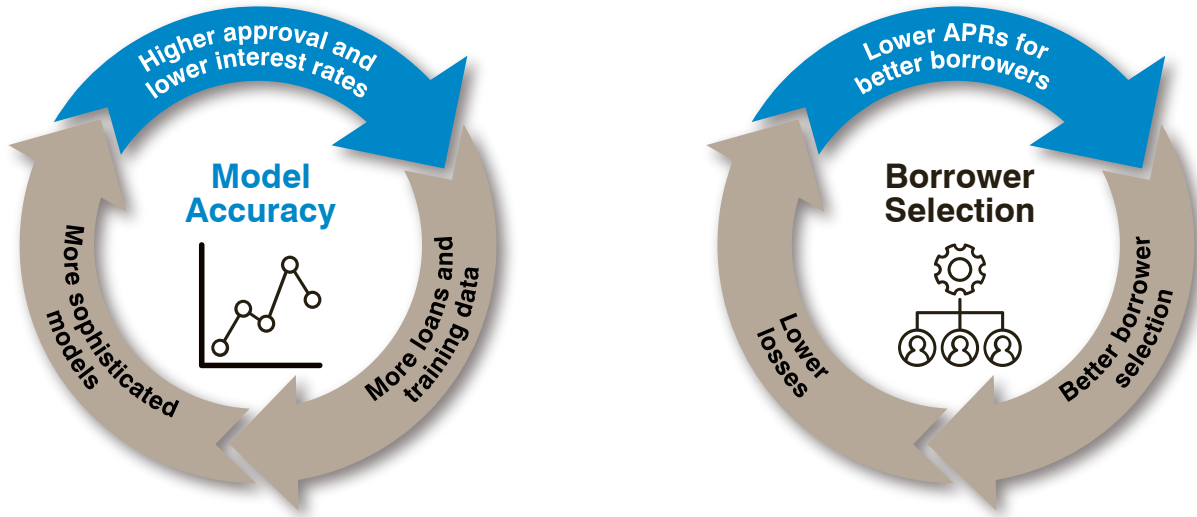 Higher approval and
lower interest rates
Model
Accuracy
More loans and
training data
More sophisticated
models
Lower APRs for
better borrowers
Borrower
Selection
Better borrower
selection
Lower
losses